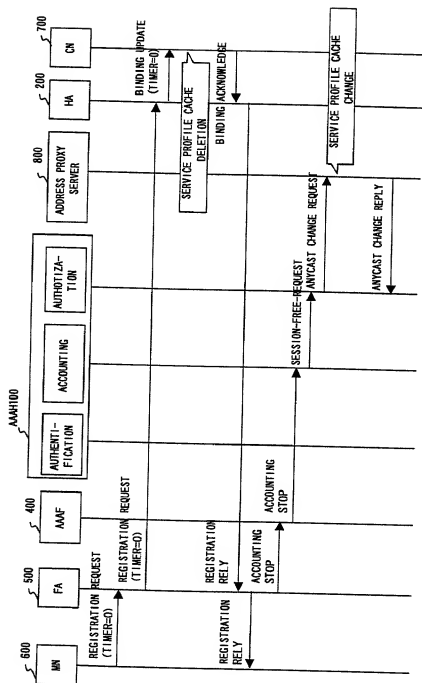 600
MN
500
FA
400
AAAF
AAAH100
AUTHENTI-
FICATION
ACCOUNTING
AUTHOTIZA-
TION
800
ADDRESS PROXY
SERVER
200
HA
700
CN
REGISTRATION REQUEST
(TIMER=0)
REGISTRATION REQUEST
(TIMER=0)
BINDING UPDATE
(TIMER=0)
SERVICE PROFILE CACHE
DELETION
BINDING ACKNOWLEDGE
REGISTRATION
RELY
REGISTRATION
RELY
ACCOUNTING
STOP
ACCOUNTING
STOP
SESSION-FREE-REQUEST
ANYCAST CHANGE REQUEST
SERVICE PROFILE CACHE
CHANGE
ANYCAST CHANGE REPLY